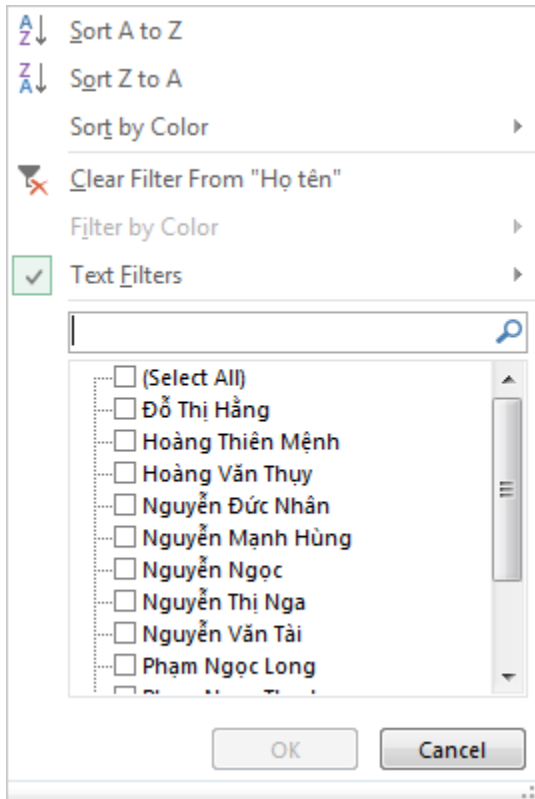 Sort A to Z
Sort Z to A
Sort by Color
Clear Filter From "Họ tên"
Filter by Color
Text Filters
(Select All)
Đỗ Thị Hằng
Hoàng Thiên Mệnh
Hoàng Văn Thụy
Nguyễn Đức Nhân
Nguyễn Mạnh Hùng
Nguyễn Ngọc
Nguyễn Thị Nga
Nguyễn Văn Tài
Phạm Ngọc Long
OK
Cancel